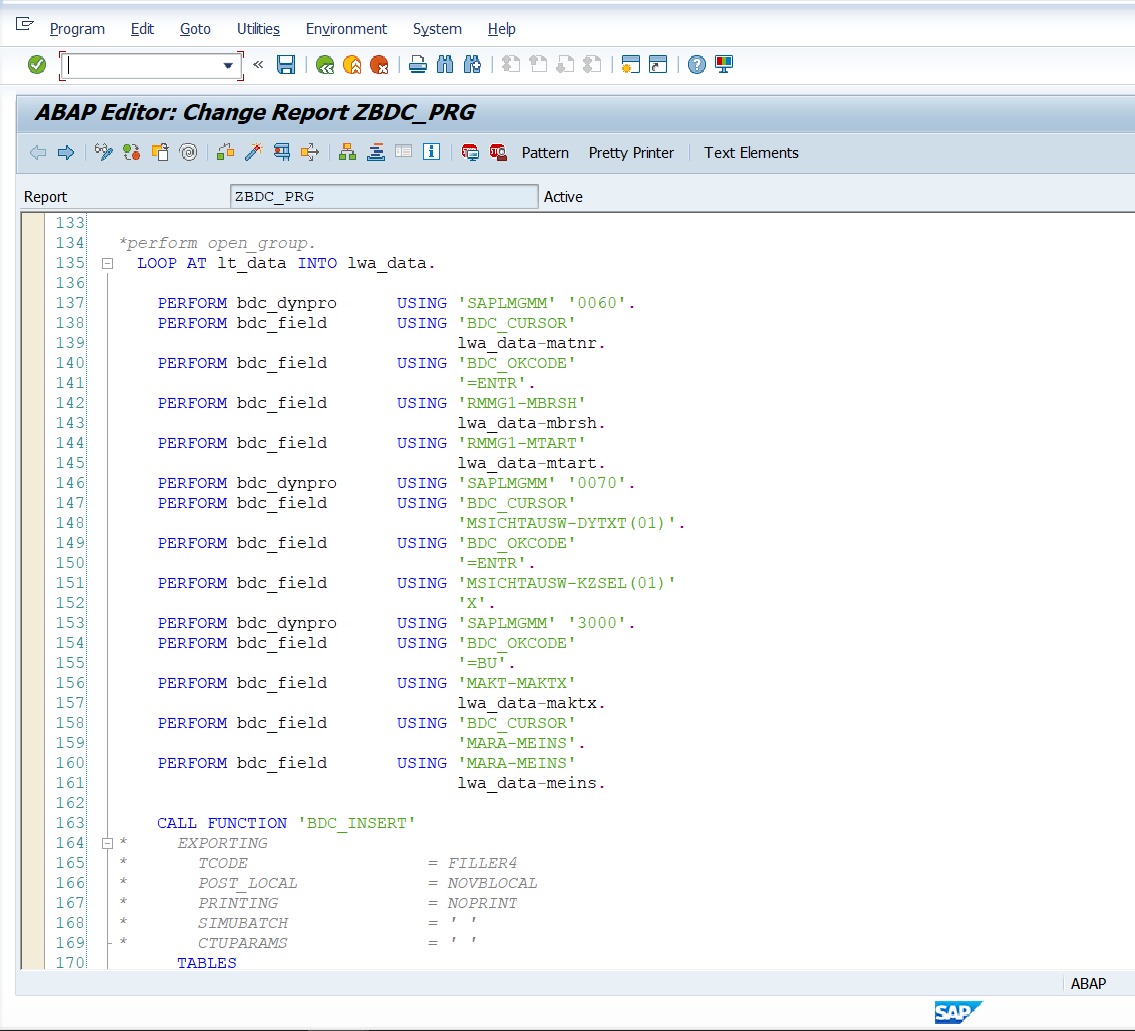 Program Edit Goto Utilities Environment System Help
«
ABAP Editor: Change Report ZBDC_PRG
Pattern Pretty Printer Text Elements
Report ZBDC_PRG Active
133
134 *perform open_group.
135 LOOP AT lt_data INTO lwa_data.
136
137 PERFORM bdc_dynpro USING 'SAPLMGMM' '0060'.
138 PERFORM bdc_field USING 'BDC_CURSOR'
139 lwa_data-matnr.
140 PERFORM bdc_field USING 'BDC_OKCODE'
141 '=ENTR'.
142 PERFORM bdc_field USING 'RMMG1-MBRSH'
143 lwa_data-mbrsh.
144 PERFORM bdc_field USING 'RMMG1-MTART'
145 lwa_data-mtart.
146 PERFORM bdc_dynpro USING 'SAPLMGMM' '0070'.
147 PERFORM bdc_field USING 'BDC_CURSOR'
148 'MSICHTAUSW-DYTXT(01)'.
149 PERFORM bdc_field USING 'BDC_OKCODE'
150 '=ENTR'.
151 PERFORM bdc_field USING 'MSICHTAUSW-KZSEL(01)'
152 'X'.
153 PERFORM bdc_dynpro USING 'SAPLMGMM' '3000'.
154 PERFORM bdc_field USING 'BDC_OKCODE'
155 '=BU'.
156 PERFORM bdc_field USING 'MAKT-MAKTX'
157 lwa_data-maktx.
158 PERFORM bdc_field USING 'BDC_CURSOR'
159 'MARA-MEINS'.
160 PERFORM bdc_field USING 'MARA-MEINS'
161 lwa_data-meins.
162
163 CALL FUNCTION 'BDC_INSERT'
164 * EXPORTING
165 * TCODE = FILLER4
166 * POST_LOCAL = NOVBLOCAL
167 * PRINTING = NOPRINT
168 * SIMUBATCH = ' '
169 * CTUPARAMS = ' '
170 TABLES
ABAP
SAP